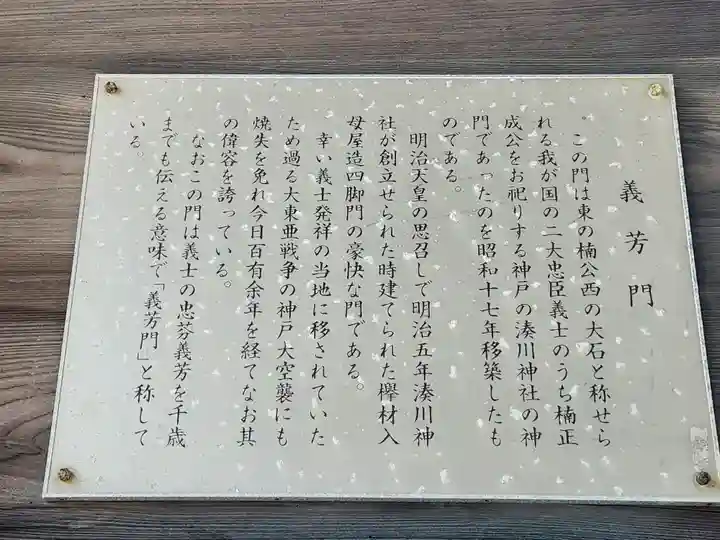 義芳門
この門は東の楠公西の大石と称せら
れる我が国の二大忠臣義士のうち楠正
成公をお祀りする神戸の湊川神社の神
門であったのを昭和十七年移築したも
のである。
明治天皇の思召しで明治五年湊川神
社が創立せられた時建てられた欅材入
母屋造四脚門の豪快な門である。
幸い義士発祥の当地に移されていた
ため過る大東亜戦争の神戸大空襲にも
焼失を免れ今日百有余年を経てなお其
の偉容を誇っている。
なおこの門は義士の忠芬義芳を千歳
までも伝える意味で「義芳門」と称して
いる。